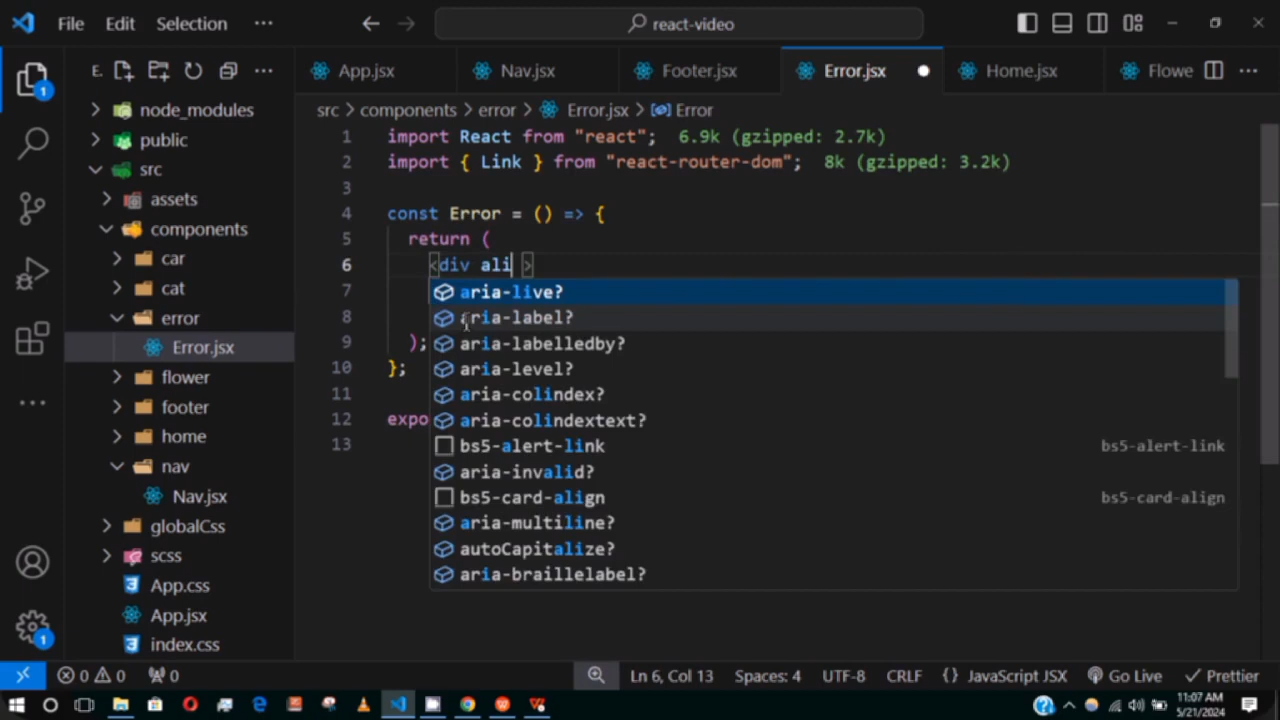 File Edit Selection ··· react-video
E. ··· App.jsx Nav.jsx Footer.jsx Error.jsx Home.jsx Flowe ···
src > components > error > Error.jsx > Error
node_modules
public
src
assets
components
car
cat
error
Error.jsx
flower
footer
home
nav
Nav.jsx
globalCss
scss
App.css
App.jsx
index.css
1
1
1 import React from "react"; 6.9k (gzipped: 2.7k)
2 import { Link } from "react-router-dom"; 8k (gzipped: 3.2k)
3
4 const Error = () => {
5 return (
6 <div ali >
7
8
9 );
10 };
11
12 expo
13
aria-live?
aria-label?
aria-labelledby?
aria-level?
aria-colindex?
aria-colindextext?
bs5-alert-link bs5-alert-link
aria-invalid?
bs5-card-align bs5-card-align
aria-multiline?
autoCapitalize?
aria-braillelabel?
0 0 0 Ln 6, Col 13 Spaces: 4 UTF-8 CRLF {} JavaScript JSX Go Live Prettier
11:07 AM
5/21/2024